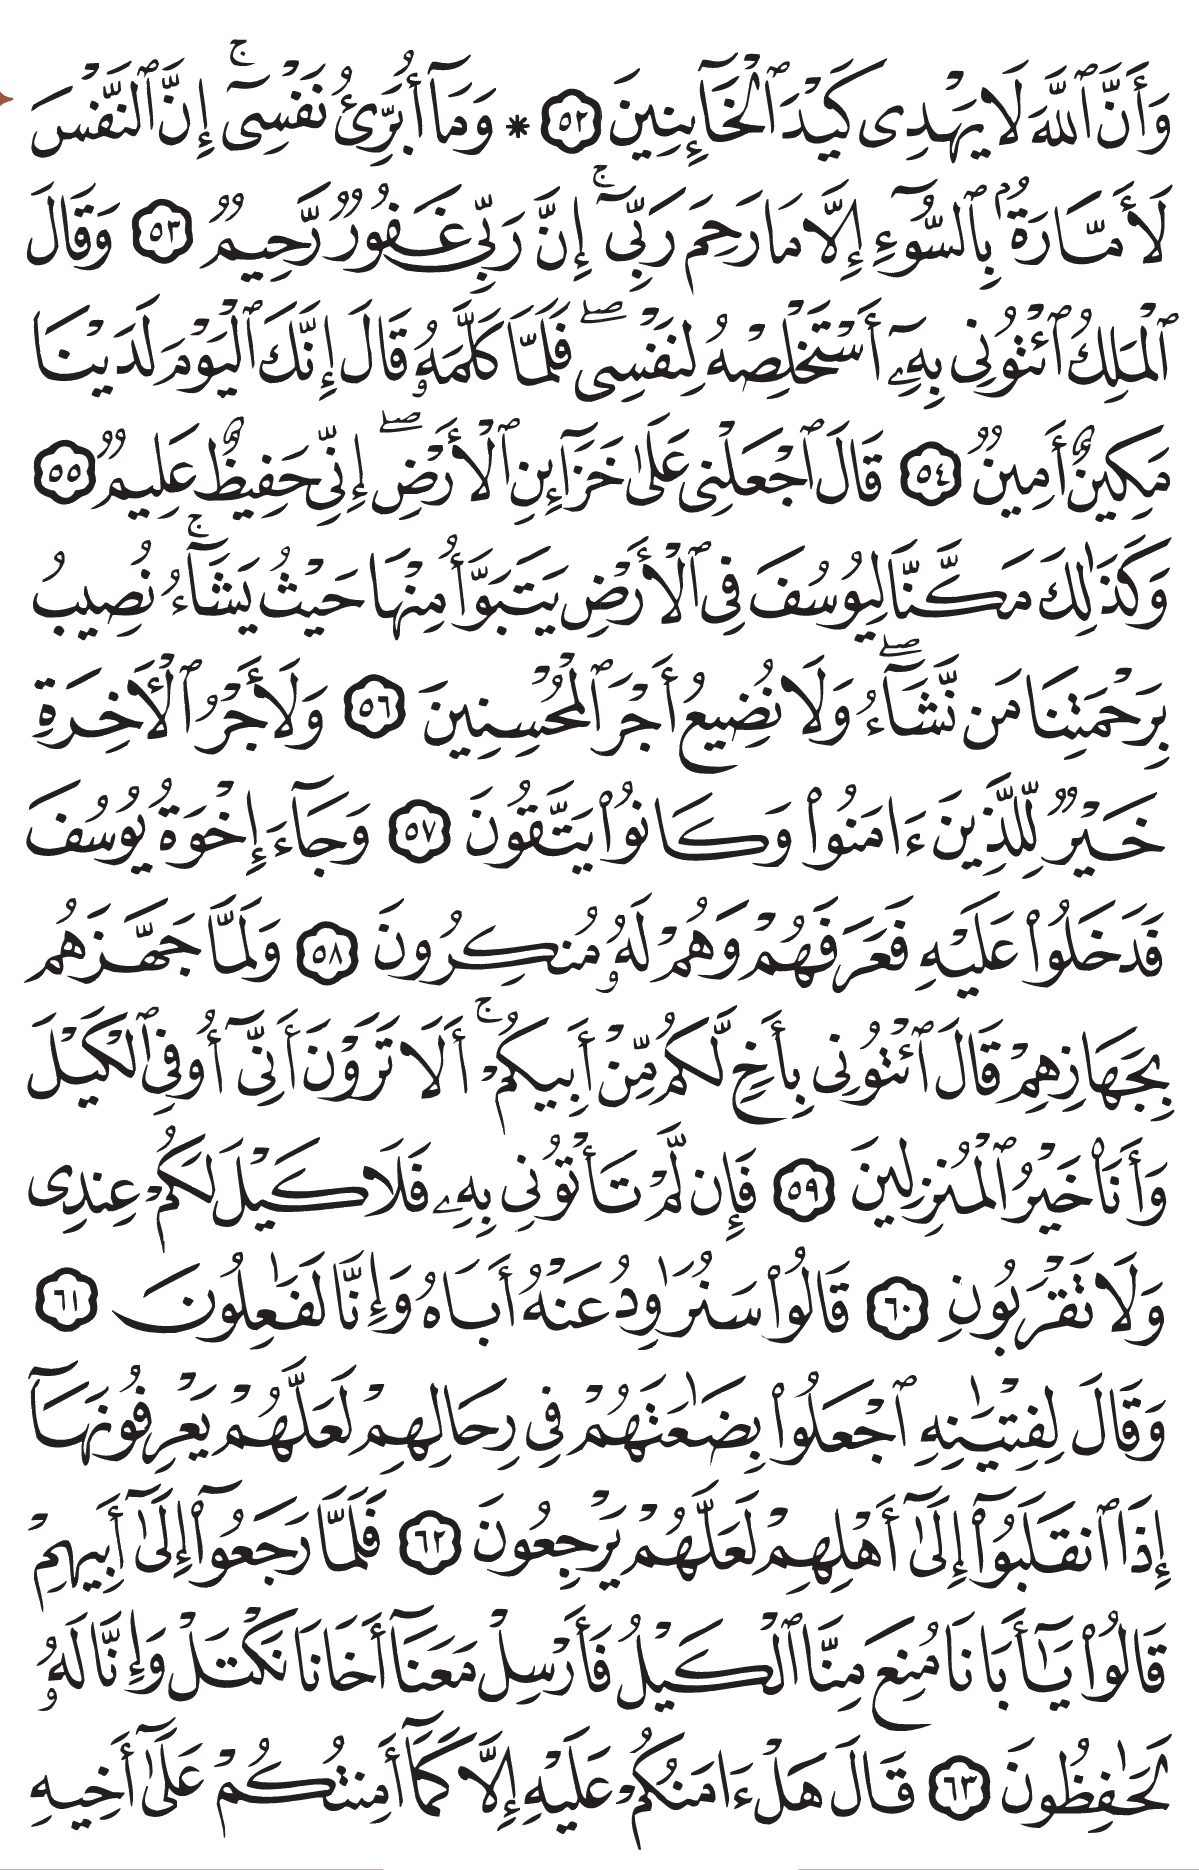 وَأَنَّ ٱللَّهَ لَا يَهْدِى كَيْدَ ٱلْخَآئِنِينَ ٥٢ * وَمَآ أُبَرِّئُ نَفْسِىٓ ۚ إِنَّ ٱلنَّفْسَ
لَأَمَّارَةُۢ بِٱلسُّوٓءِ إِلَّا مَا رَحِمَ رَبِّىٓ ۚ إِنَّ رَبِّى غَفُورٌ رَّحِيمٌ ٥٣ وَقَالَ
ٱلْمَلِكُ ٱئْتُونِى بِهِۦٓ أَسْتَخْلِصْهُ لِنَفْسِى ۖ فَلَمَّا كَلَّمَهُۥ قَالَ إِنَّكَ ٱلْيَوْمَ لَدَيْنَا
مَكِينٌ أَمِينٌ ٥٤ قَالَ ٱجْعَلْنِى عَلَىٰ خَزَآئِنِ ٱلْأَرْضِ ۖ إِنِّى حَفِيظٌ عَلِيمٌ ٥٥
وَكَذَٰلِكَ مَكَّنَّا لِيُوسُفَ فِى ٱلْأَرْضِ يَتَبَوَّأُ مِنْهَا حَيْثُ يَشَآءُ ۚ نُصِيبُ
بِرَحْمَتِنَا مَن نَّشَآءُ ۖ وَلَا نُضِيعُ أَجْرَ ٱلْمُحْسِنِينَ ٥٦ وَلَأَجْرُ ٱلْأَخِرَةِ
خَيْرٌ لِّلَّذِينَ ءَامَنُوا۟ وَكَانُوا۟ يَتَّقُونَ ٥٧ وَجَآءَ إِخْوَةُ يُوسُفَ
فَدَخَلُوا۟ عَلَيْهِ فَعَرَفَهُمْ وَهُمْ لَهُۥ مُنكِرُونَ ٥٨ وَلَمَّا جَهَّزَهُم
بِجَهَازِهِمْ قَالَ ٱئْتُونِى بِأَخٍ لَّكُم مِّنْ أَبِيكُمْ ۚ أَلَا تَرَوْنَ أَنِّىٓ أُوفِى ٱلْكَيْلَ
وَأَنَا۠ خَيْرُ ٱلْمُنزِلِينَ ٥٩ فَإِن لَّمْ تَأْتُونِى بِهِۦ فَلَا كَيْلَ لَكُمْ عِندِى
وَلَا تَقْرَبُونِ ٦٠ قَالُوا۟ سَنُرَٰوِدُ عَنْهُ أَبَاهُ وَإِنَّا لَفَٰعِلُونَ ٦١
وَقَالَ لِفِتْيَٰنِهِ ٱجْعَلُوا۟ بِضَٰعَتَهُمْ فِى رِحَالِهِمْ لَعَلَّهُمْ يَعْرِفُونَهَآ
إِذَا ٱنقَلَبُوٓا۟ إِلَىٰٓ أَهْلِهِمْ لَعَلَّهُمْ يَرْجِعُونَ ٦٢ فَلَمَّا رَجَعُوٓا۟ إِلَىٰٓ أَبِيهِمْ
قَالُوا۟ يَٰٓأَبَانَا مُنِعَ مِنَّا ٱلْكَيْلُ فَأَرْسِلْ مَعَنَآ أَخَانَا نَكْتَلْ وَإِنَّا لَهُۥ
لَحَٰفِظُونَ ٦٣ قَالَ هَلْ ءَامَنُكُمْ عَلَيْهِ إِلَّا كَمَآ أَمِنتُكُمْ عَلَىٰٓ أَخِيهِ